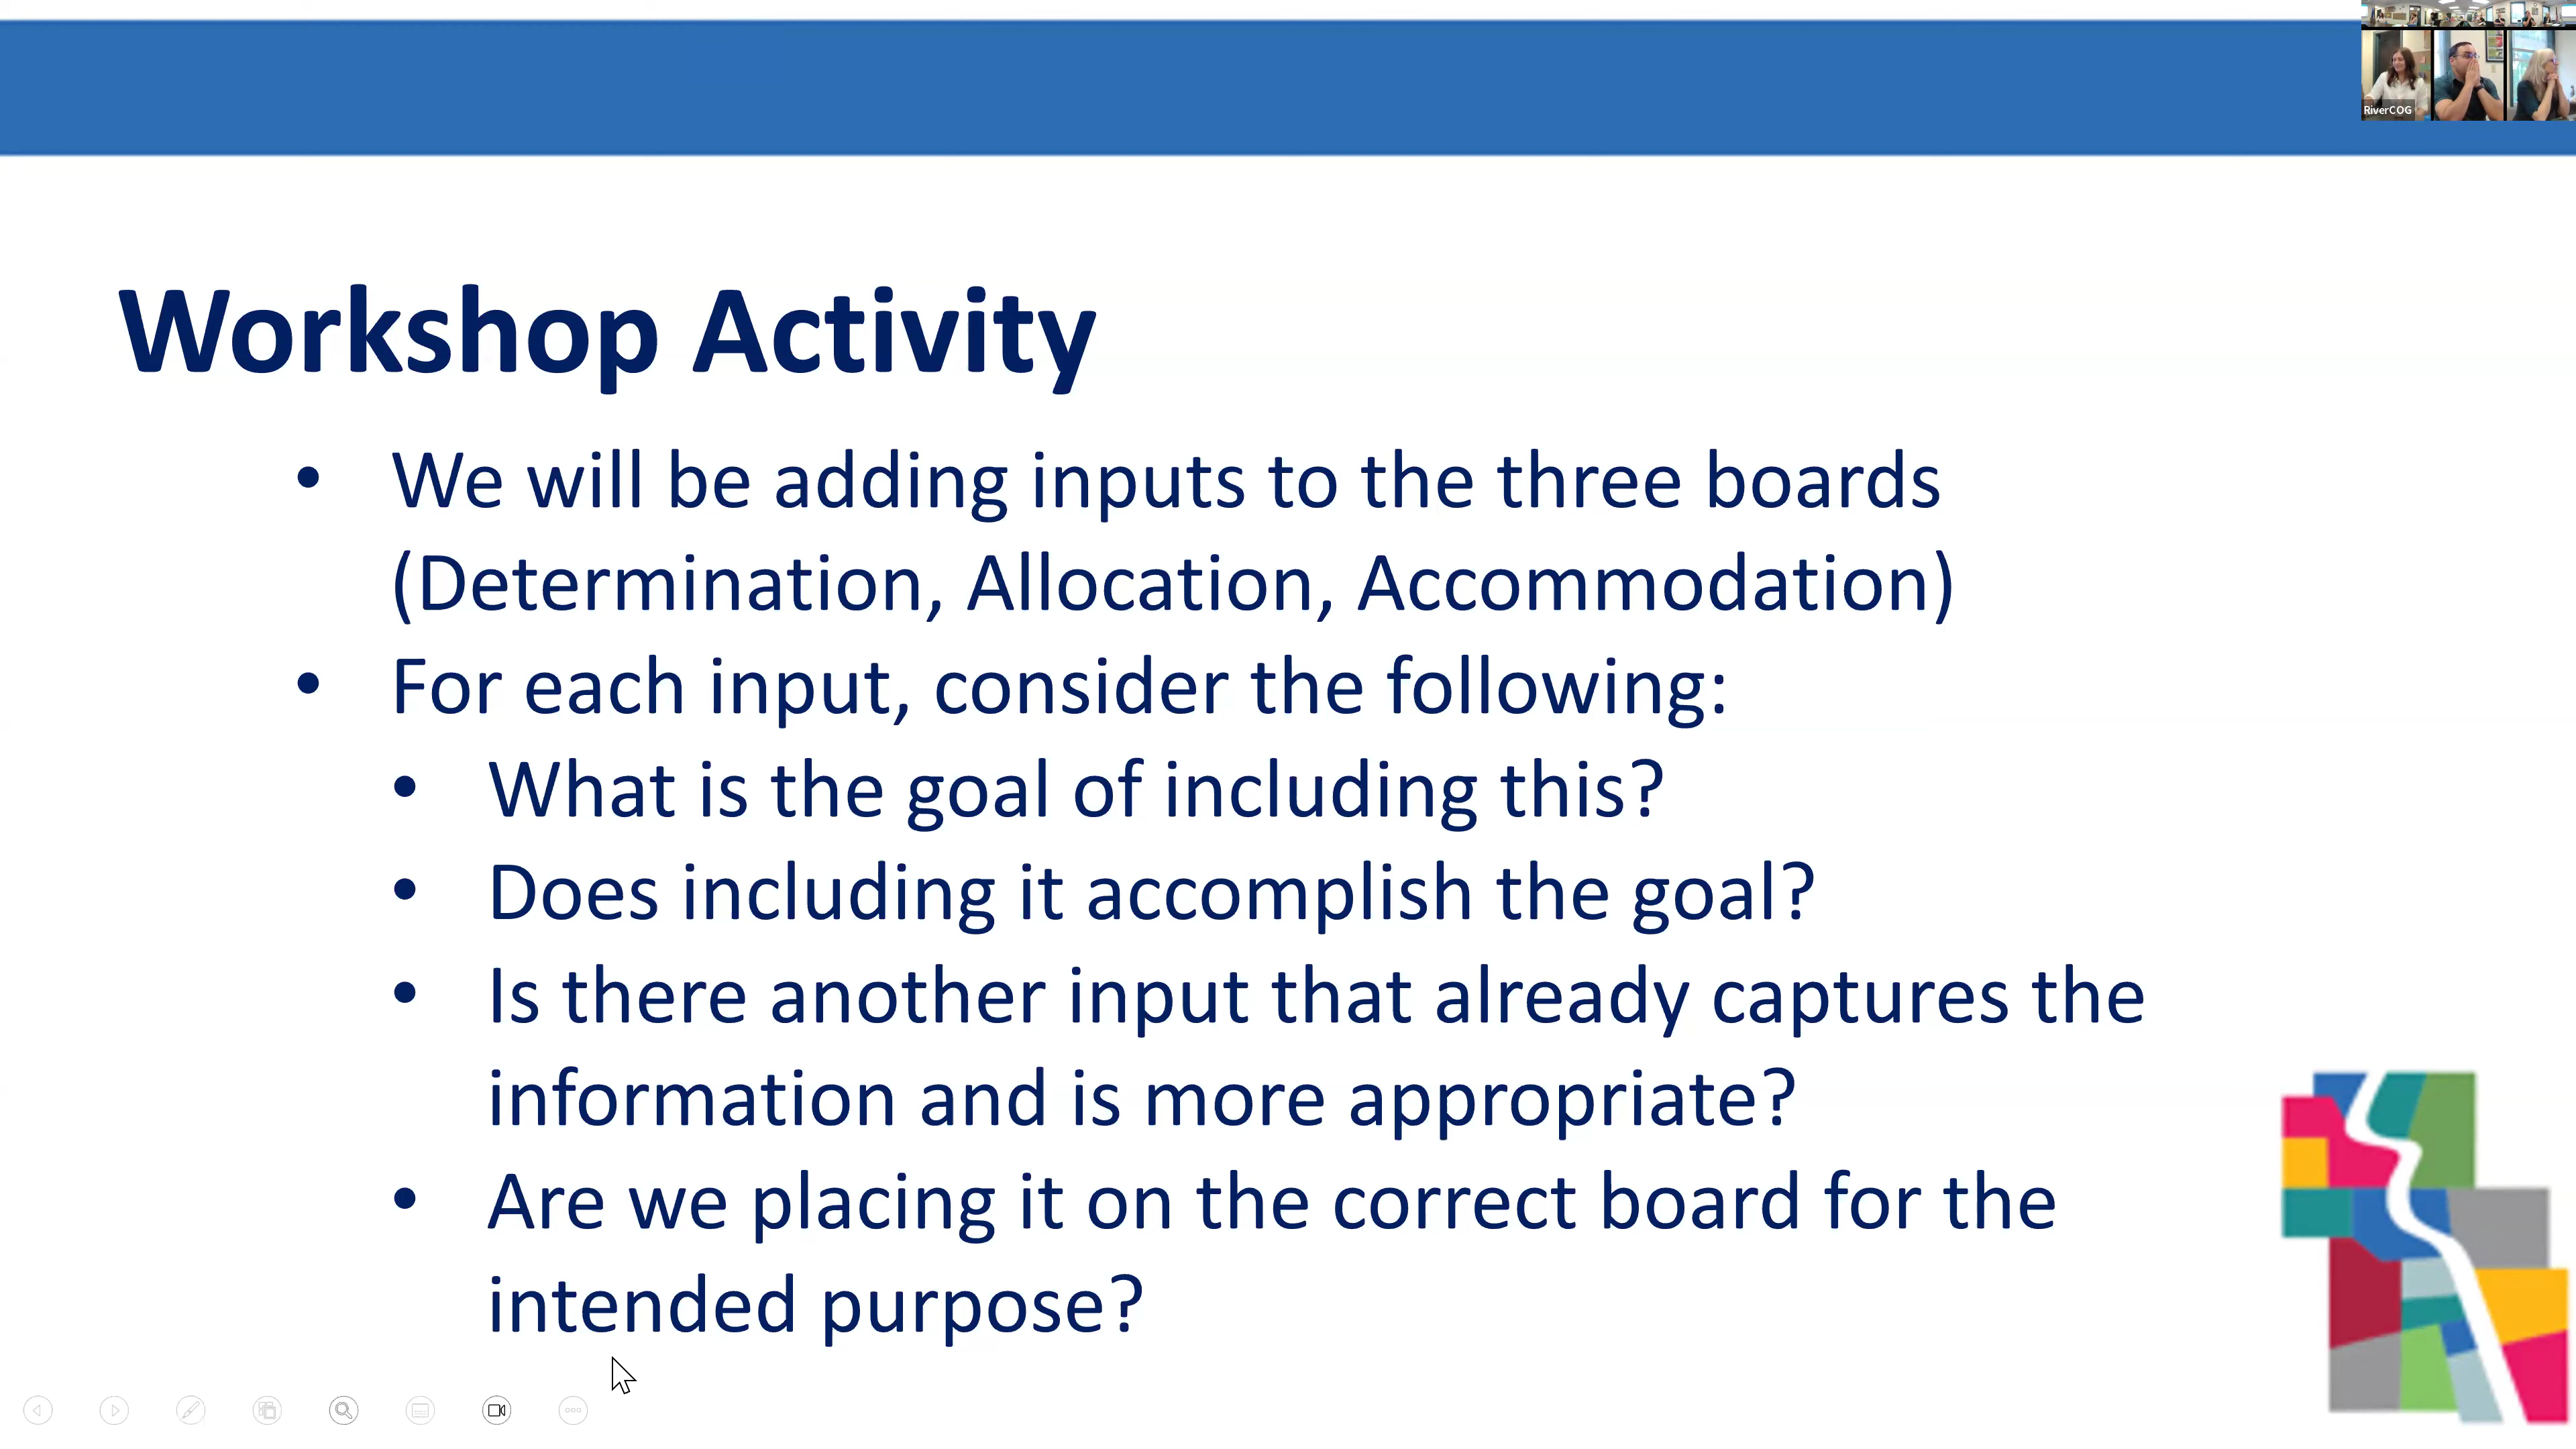 RiverCOG
Workshop Activity
• We will be adding inputs to the three boards
(Determination, Allocation, Accommodation)
• For each input, consider the following:
• What is the goal of including this?
• Does including it accomplish the goal?
• Is there another input that already captures the
information and is more appropriate?
• Are we placing it on the correct board for the
intended purpose?